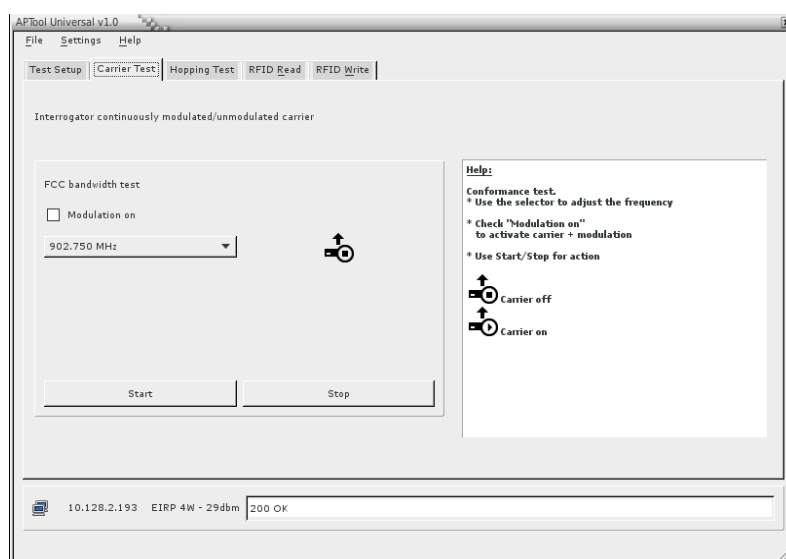 APTool Universal v1.0
File Settings Help
Test Setup Carrier Test Hopping Test RFID Read RFID Write
Interrogator continuously modulated/unmodulated carrier
FCC bandwidth test
Modulation on
902.750 MHz
Start Stop
Help:
Conformance test.
* Use the selector to adjust the frequency
* Check "Modulation on"
to activate carrier + modulation
* Use Start/Stop for action
Carrier off
Carrier on
10.128.2.193 EIRP 4W - 29dbm 200 OK